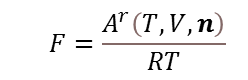 F = A^r (T, V, n) / RT